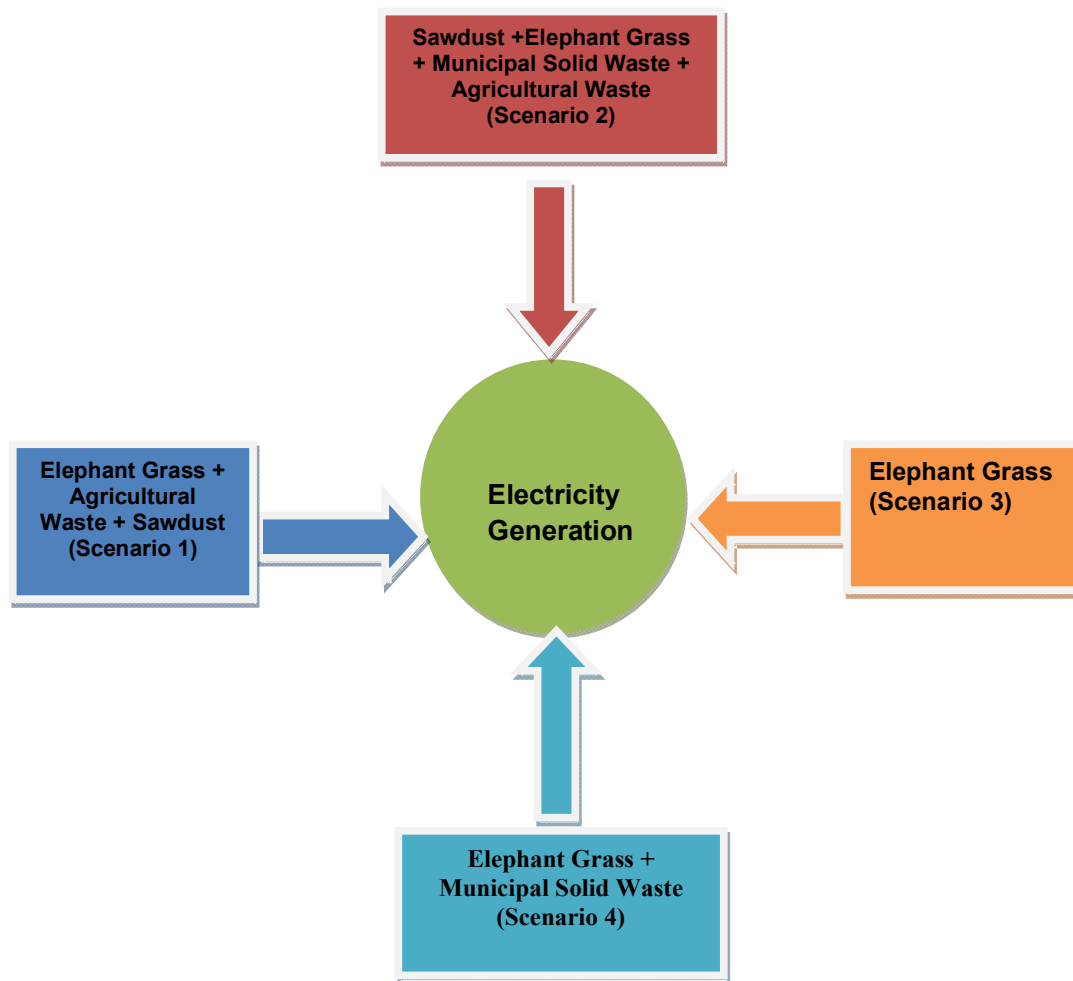 Sawdust +Elephant Grass
+ Municipal Solid Waste +
Agricultural Waste
(Scenario 2)
Elephant Grass +
Agricultural
Waste + Sawdust
(Scenario 1)
Electricity
Generation
Elephant Grass
(Scenario 3)
Elephant Grass +
Municipal Solid Waste
(Scenario 4)